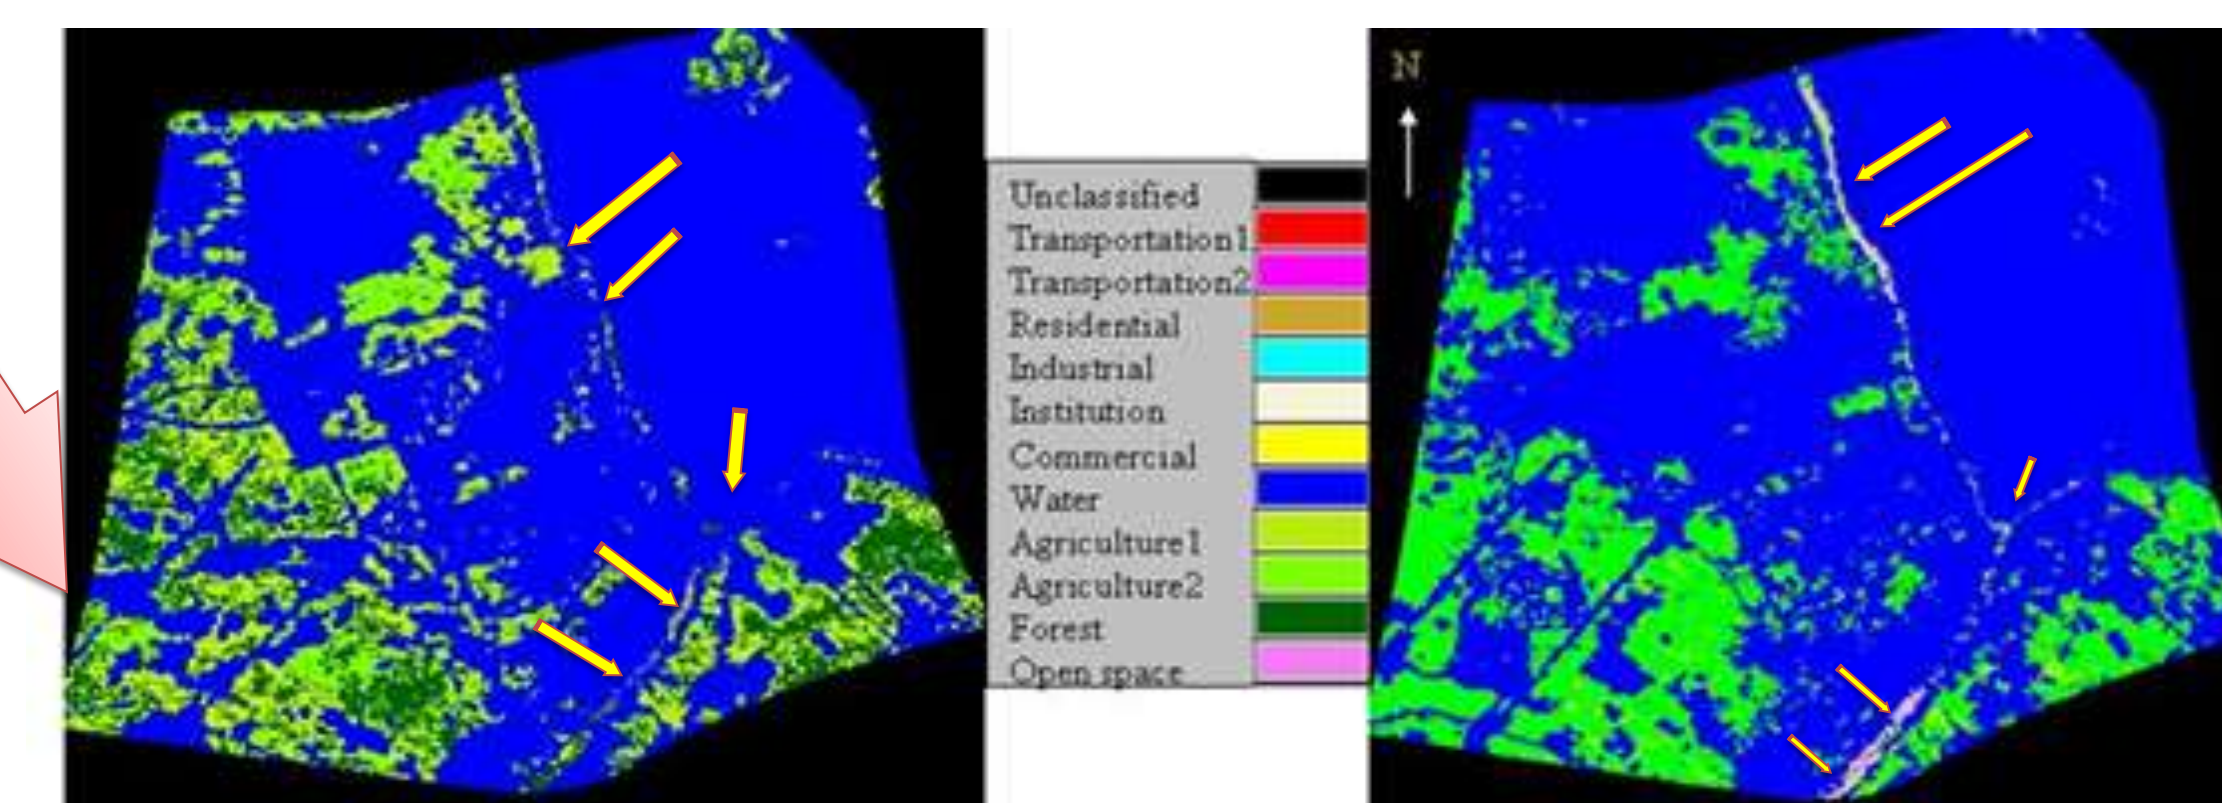 N
Unclassified
Transportation1
Transportation2
Residential
Industrial
Institution
Commercial
Water
Agriculture1
Agriculture2
Forest
Open space